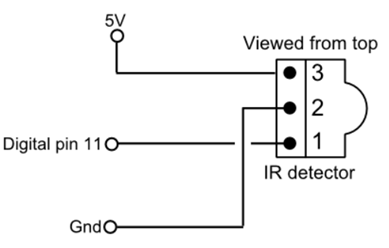 5V
Viewed from top
3
2
Digital pin 11
1
IR detector
Gnd